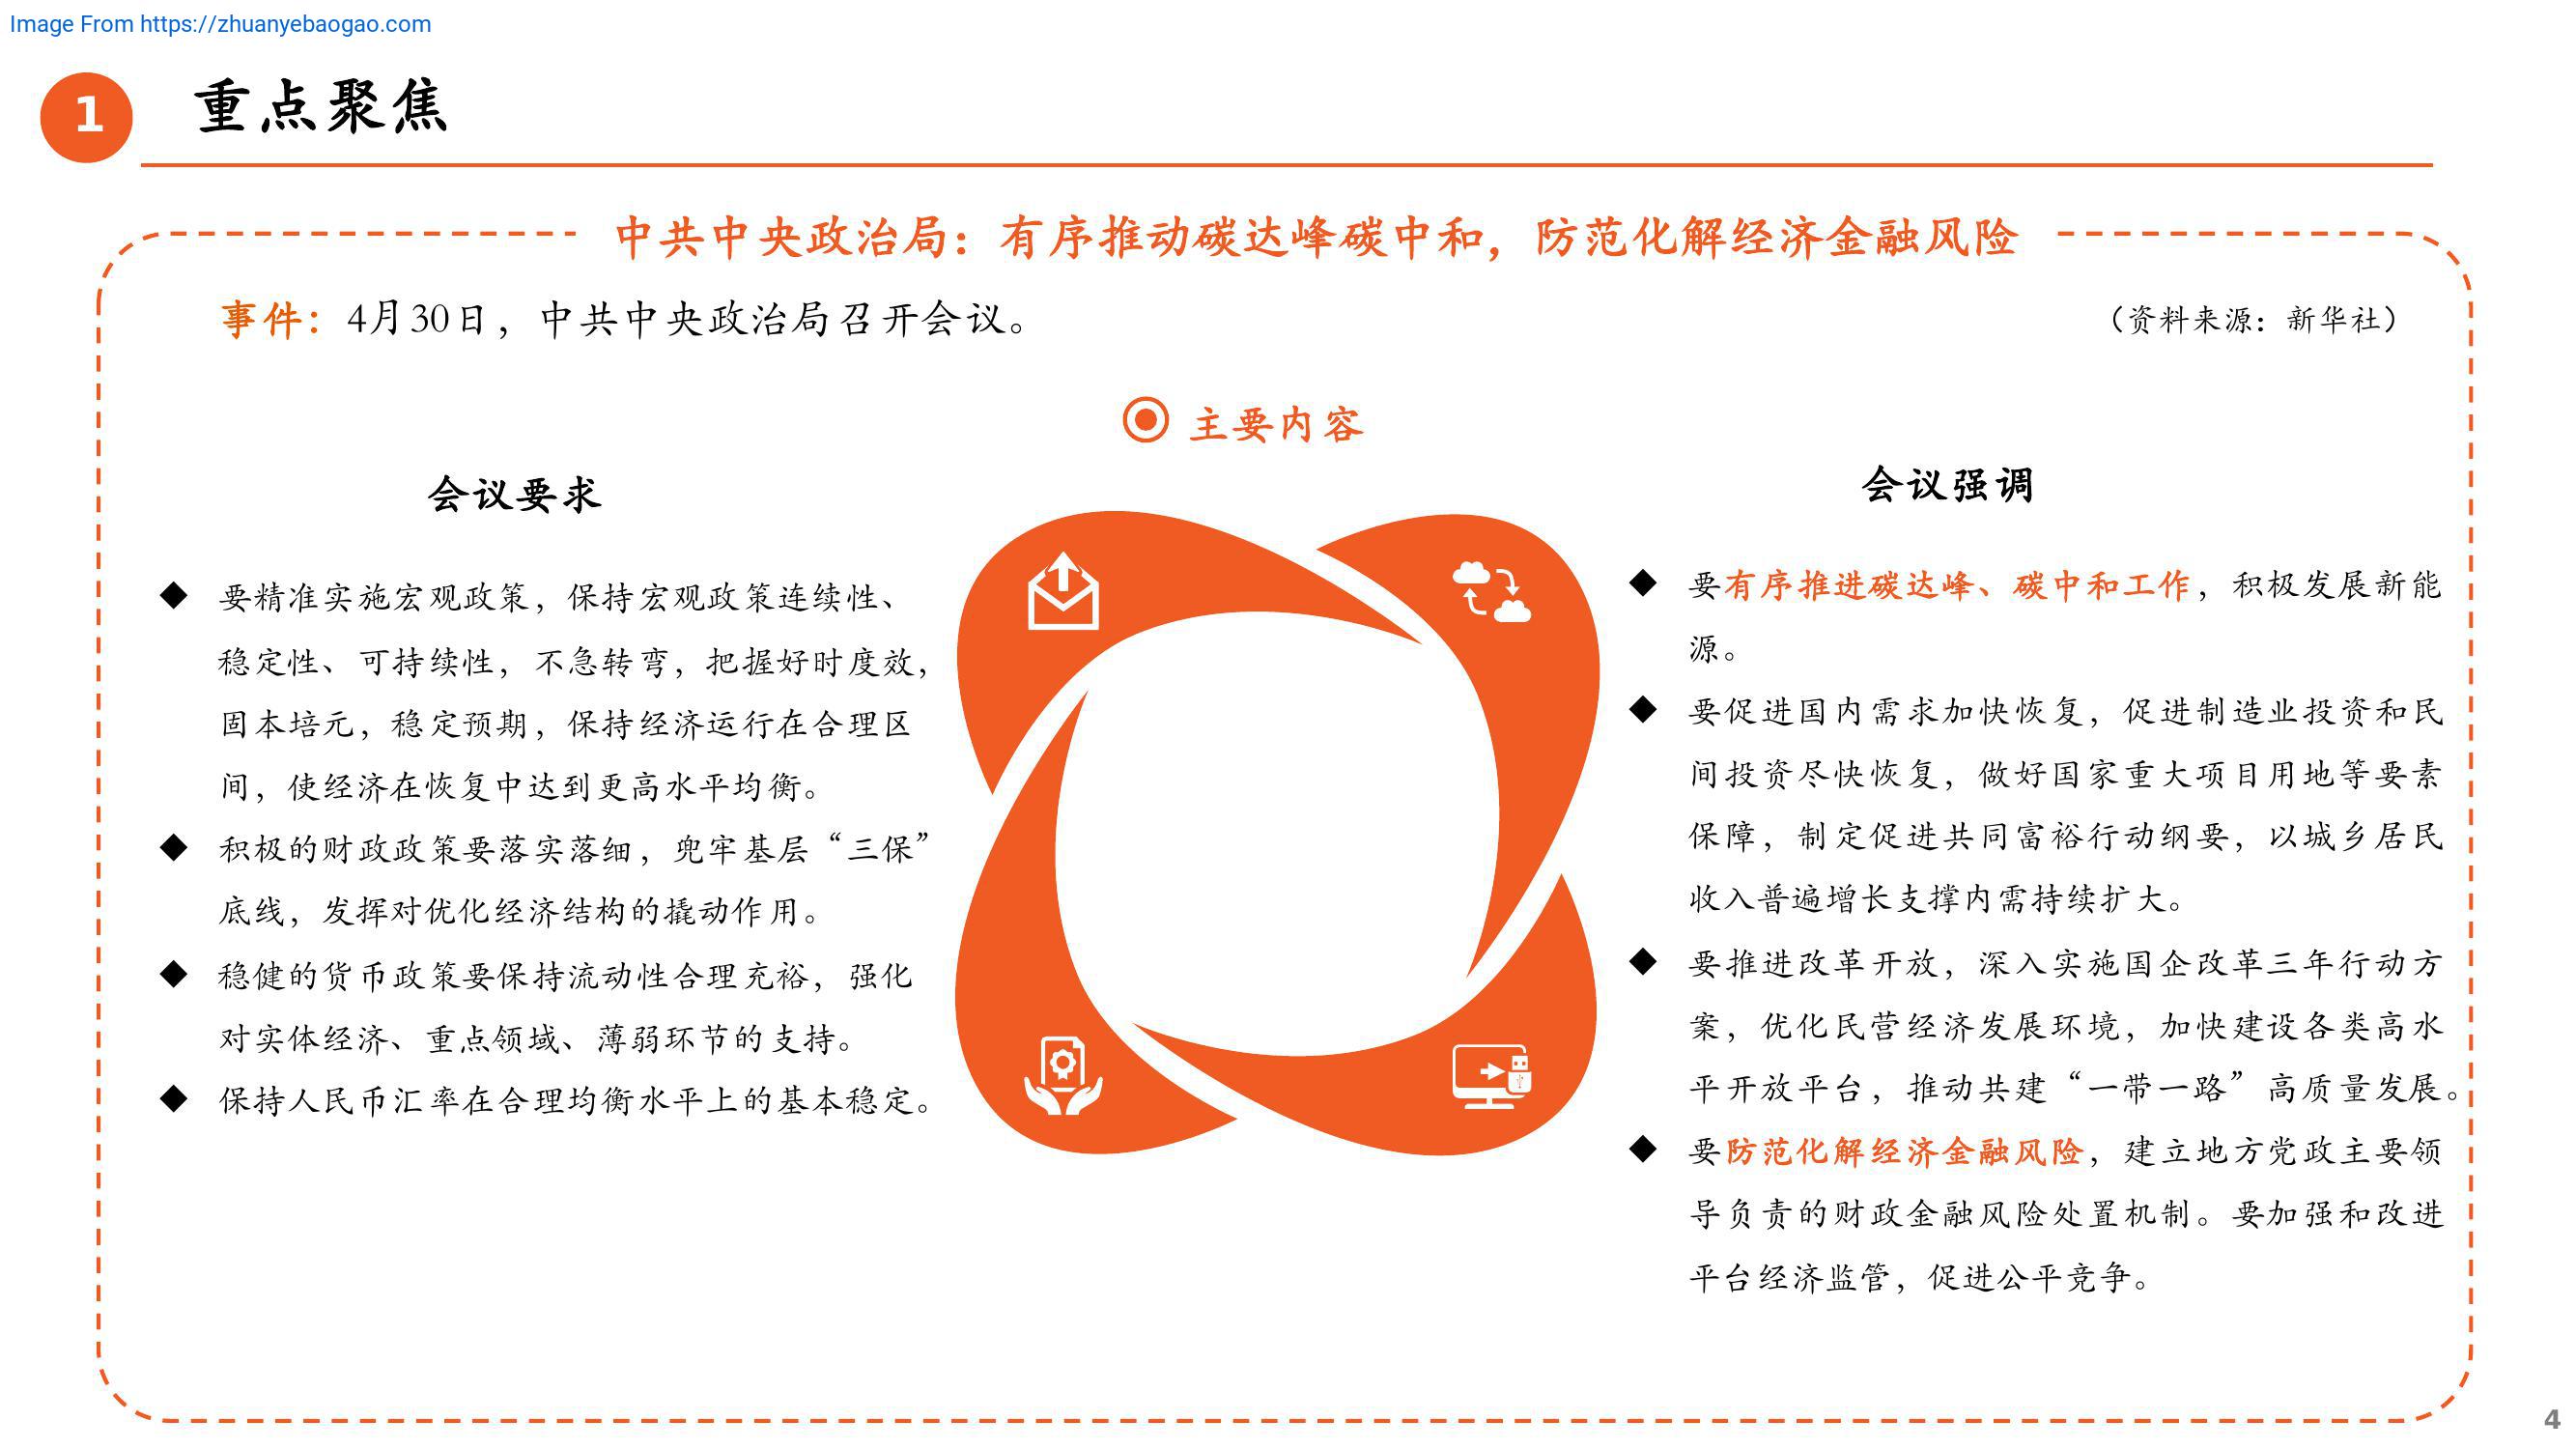 Image From https://zhuanyebaogao.com
1
重点聚焦
中共中央政治局：有序推动碳达峰碳中和，防范化解经济金融风险
事件：4月30日，中共中央政治局召开会议。
（资料来源：新华社）
主要内容
会议要求
◆ 要精准实施宏观政策，保持宏观政策连续性、
稳定性、可持续性，不急转弯，把握好时度效，
固本培元，稳定预期，保持经济运行在合理区
间，使经济在恢复中达到更高水平均衡。
◆ 积极的财政政策要落实落细，兜牢基层“三保”
底线，发挥对优化经济结构的撬动作用。
◆ 稳健的货币政策要保持流动性合理充裕，强化
对实体经济、重点领域、薄弱环节的支持。
◆ 保持人民币汇率在合理均衡水平上的基本稳定。
会议强调
◆ 要有序推进碳达峰、碳中和工作，积极发展新能
源。
◆ 要促进国内需求加快恢复，促进制造业投资和民
间投资尽快恢复，做好国家重大项目用地等要素
保障，制定促进共同富裕行动纲要，以城乡居民
收入普遍增长支撑内需持续扩大。
◆ 要推进改革开放，深入实施国企改革三年行动方
案，优化民营经济发展环境，加快建设各类高水
平开放平台，推动共建“一带一路”高质量发展。
◆ 要防范化解经济金融风险，建立地方党政主要领
导负责的财政金融风险处置机制。要加强和改进
平台经济监管，促进公平竞争。
4